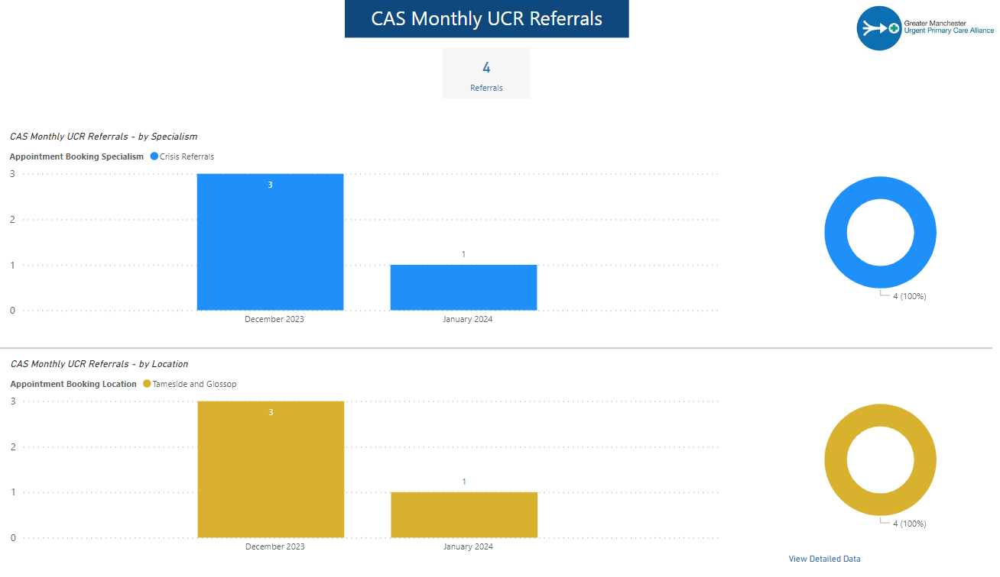 CAS Monthly UCR Referrals
Greater Manchester
Urgent Primary Care Alliance
4
Referrals
CAS Monthly UCR Referrals - by Specialism
Appointment Booking Specialism Crisis Referrals
3
3
2
1
1
0
December 2023 January 2024
4 (100%)
CAS Monthly UCR Referrals - by Location
Appointment Booking Location Tameside and Glossop
3
3
2
1
1
0
December 2023 January 2024
4 (100%)
View Detailed Data